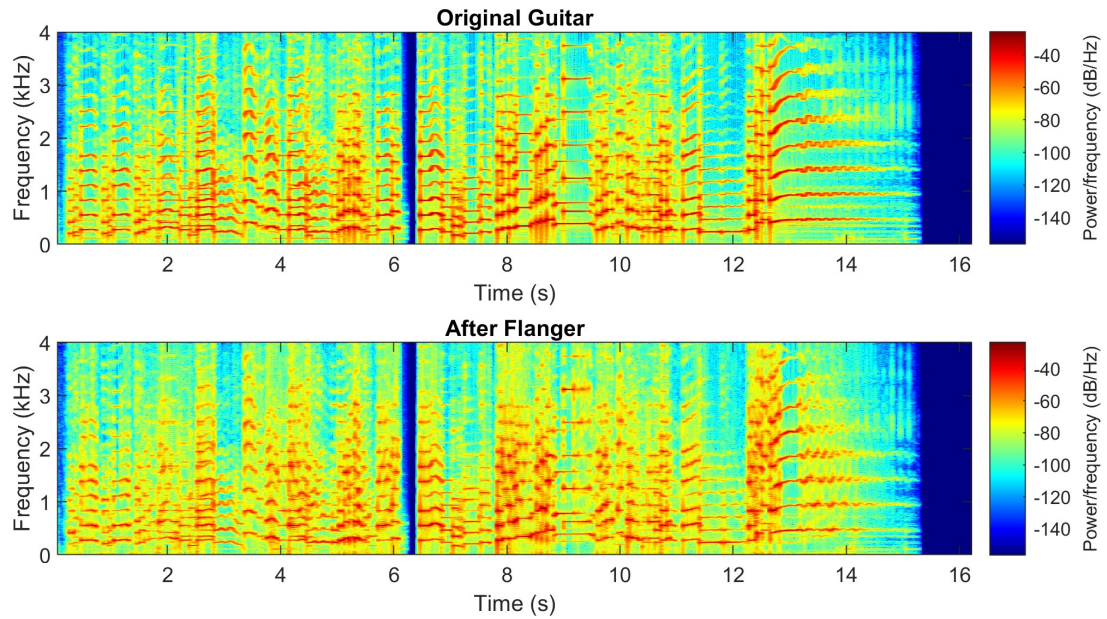 Original Guitar
Frequency (kHz)
4
3
2
1
0
2 4 6 8 10 12 14 16
Time (s)
-40
-60
-80
-100
-120
-140
Power/frequency (dB/Hz)
After Flanger
Frequency (kHz)
4
3
2
1
0
2 4 6 8 10 12 14 16
Time (s)
-40
-60
-80
-100
-120
-140
Power/frequency (dB/Hz)